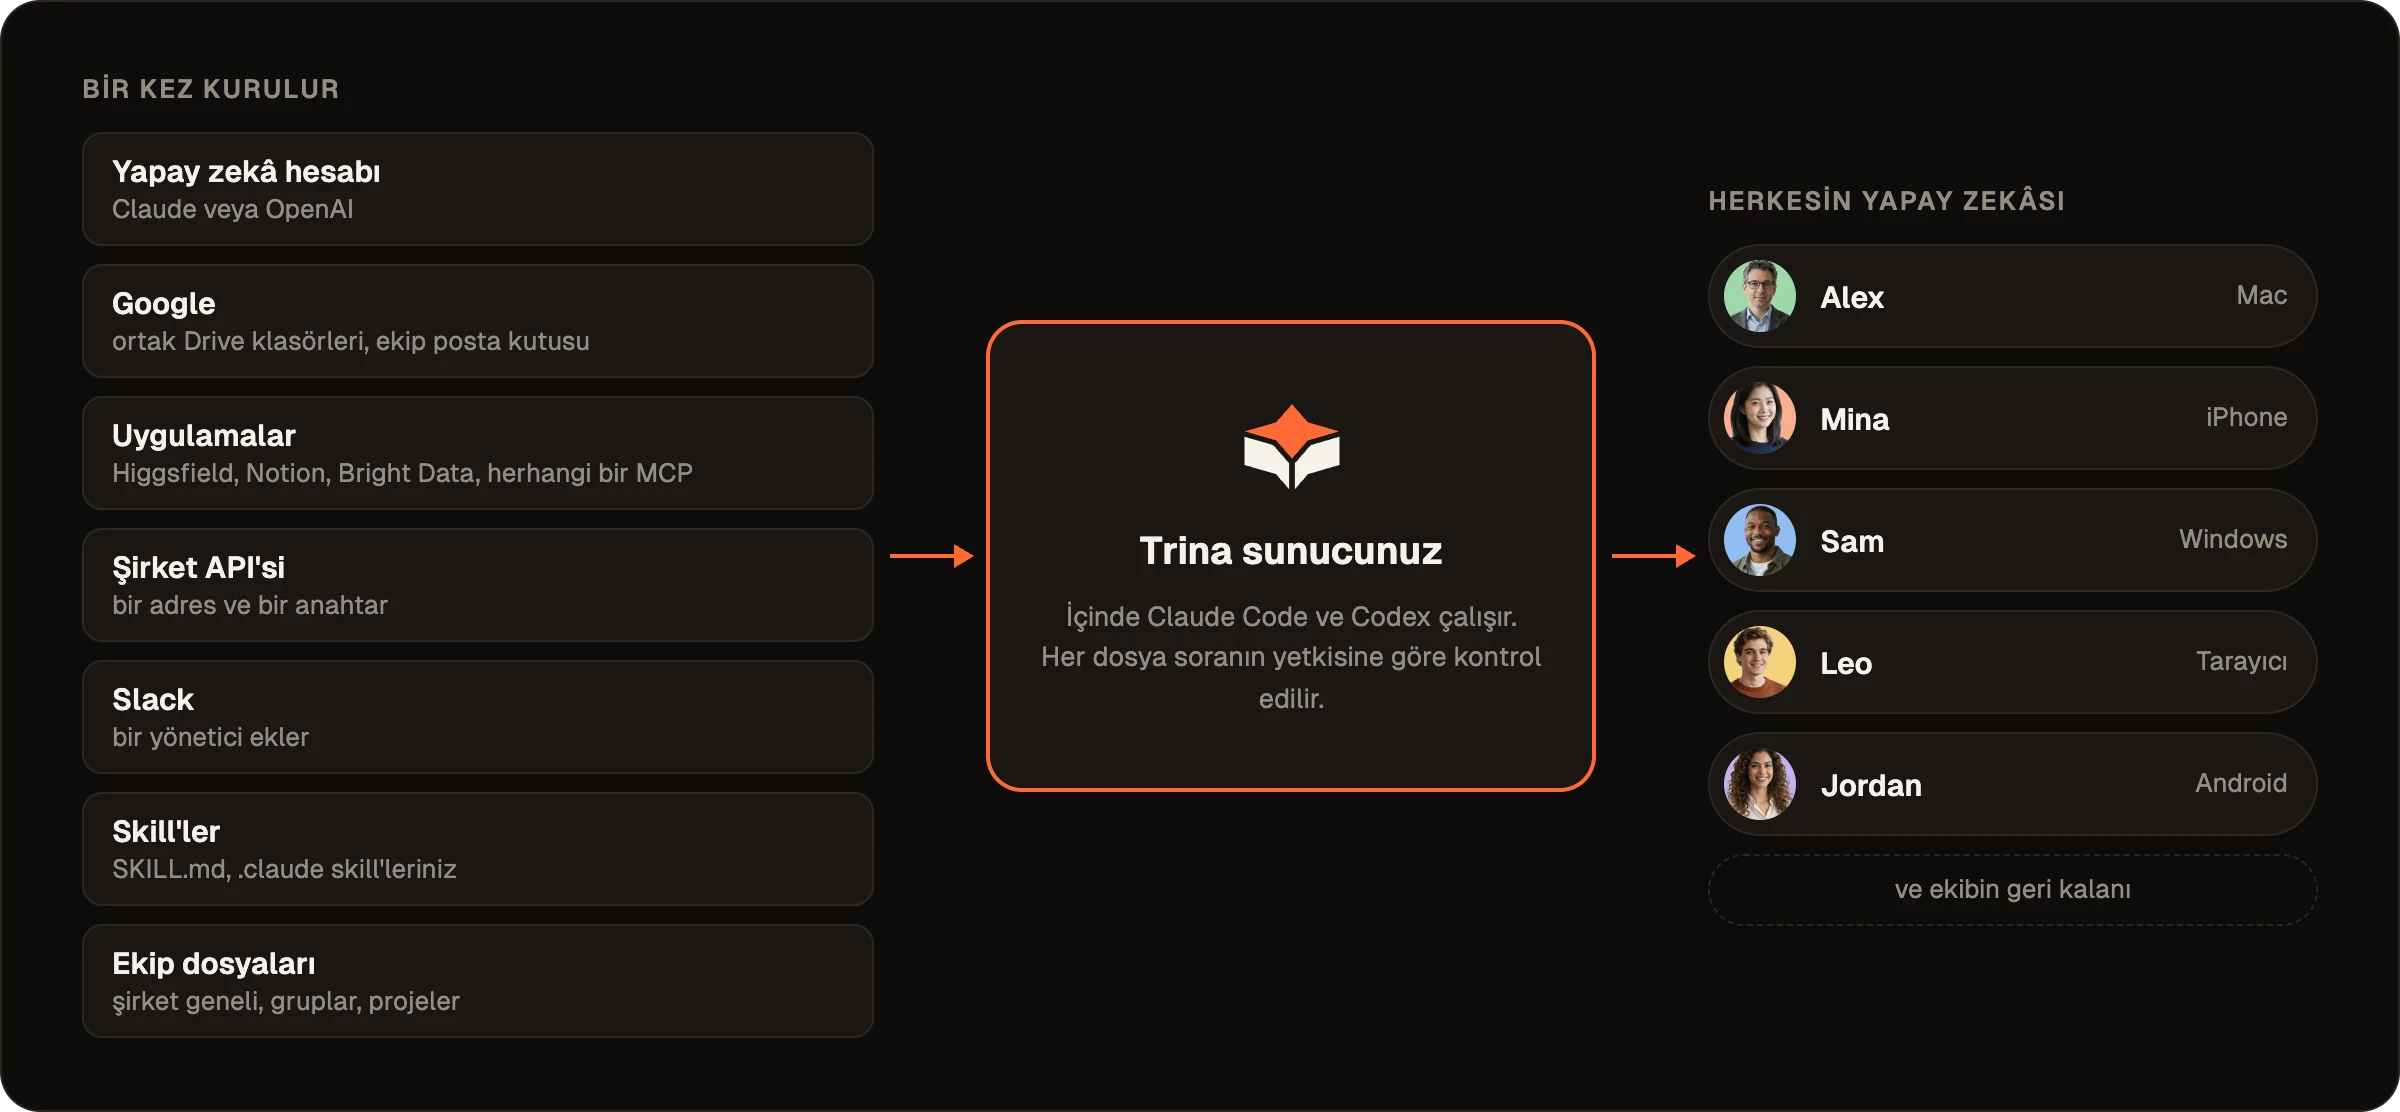 BİR KEZ KURULUR
Yapay zekâ hesabı
Claude veya OpenAI
Google
ortak Drive klasörleri, ekip posta kutusu
Uygulamalar
Higgsfield, Notion, Bright Data, herhangi bir MCP
Şirket API'si
bir adres ve bir anahtar
Slack
bir yönetici ekler
Skill'ler
SKILL.md, .claude skill'leriniz
Ekip dosyaları
şirket geneli, gruplar, projeler
Trina sunucunuz
İçinde Claude Code ve Codex çalışır.
Her dosya soranın yetkisine göre kontrol
edilir.
HERKESİN YAPAY ZEKÂSI
Alex
Mac
Mina
iPhone
Sam
Windows
Leo
Tarayıcı
Jordan
Android
ve ekibin geri kalanı